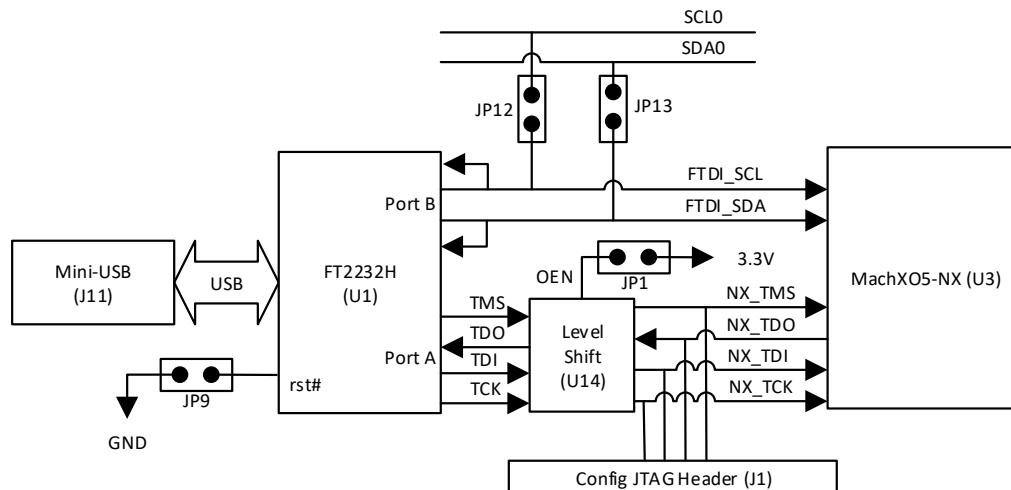 SCL0
SDA0
JP12
JP13
FTDI_SCL
Port B
FTDI_SDA
Mini-USB
(J11)
USB
FT2232H
(U1)
OEN
JP1
3.3V
MachXO5-NX (U3)
TMS
NX_TMS
TDO
Level
Shift
(U14)
NX_TDO
Port A
TDI
NX_TDI
rst#
TCK
NX_TCK
JP9
GND
Config JTAG Header (J1)